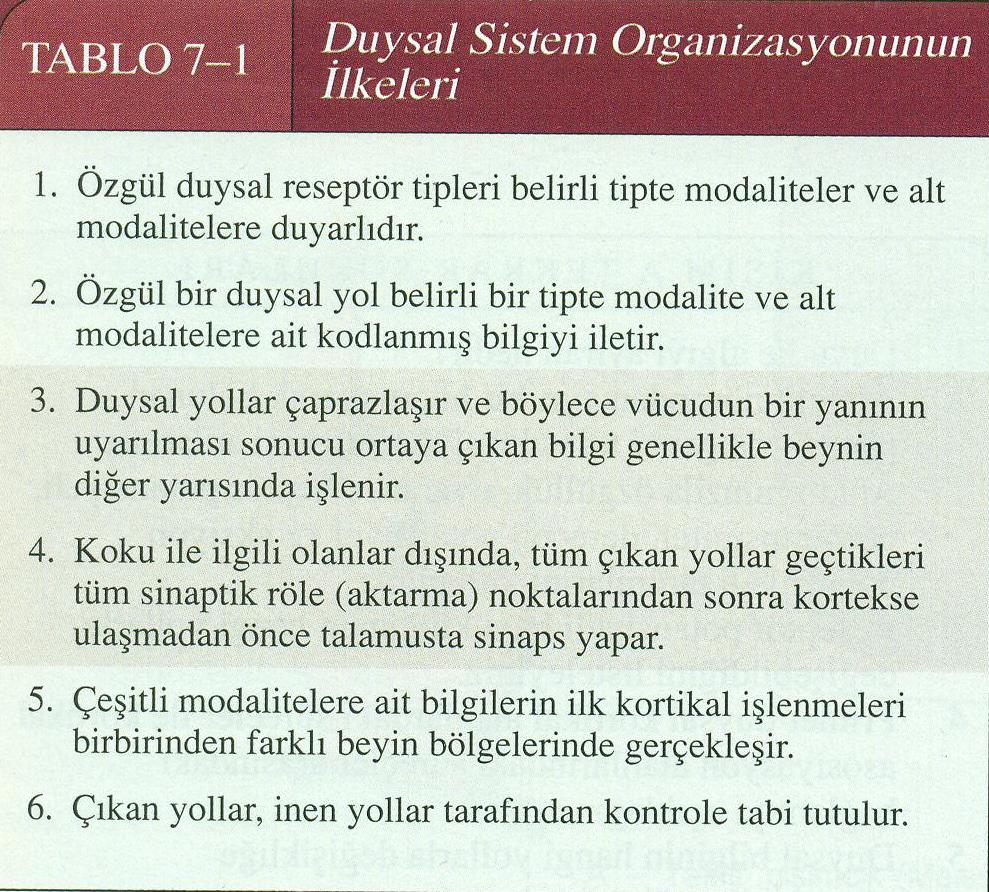 TABLO 7–1
Duysal Sistem Organizasyonunun
İlkeleri
1. Özgül duysal reseptör tipleri belirli tipte modaliteler ve alt
modalitelere duyarlıdır.
2. Özgül bir duysal yol belirli bir tipte modalite ve alt
modalitelere ait kodlanmış bilgiyi iletir.
3. Duysal yollar çaprazlaşır ve böylece vücudun bir yanının
uyarılması sonucu ortaya çıkan bilgi genellikle beynin
diğer yarısında işlenir.
4. Koku ile ilgili olanlar dışında, tüm çıkan yollar geçtikleri
tüm sinaptik röle (aktarma) noktalarından sonra kortekse
ulaşmadan önce talamusta sinaps yapar.
5. Çeşitli modalitelere ait bilgilerin ilk kortikal işlenmeleri
birbirinden farklı beyin bölgelerinde gerçekleşir.
6. Çıkan yollar, inen yollar tarafından kontrole tabi tutulur.